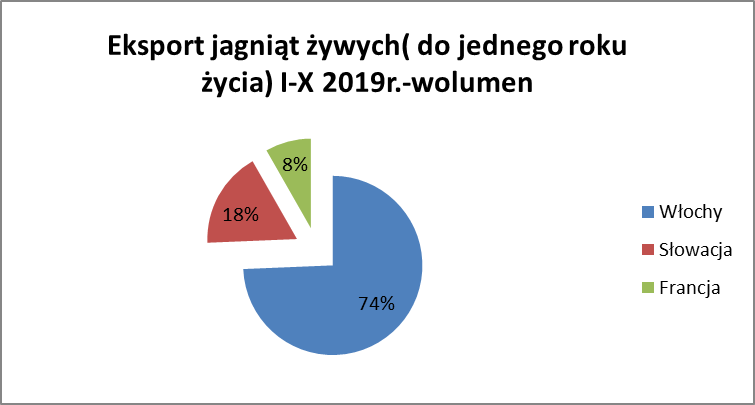 Eksport jagniąt żywych( do jednego roku
życia) I-X 2019r.-wolumen
8%
18%
74%
Włochy
Słowacja
Francja